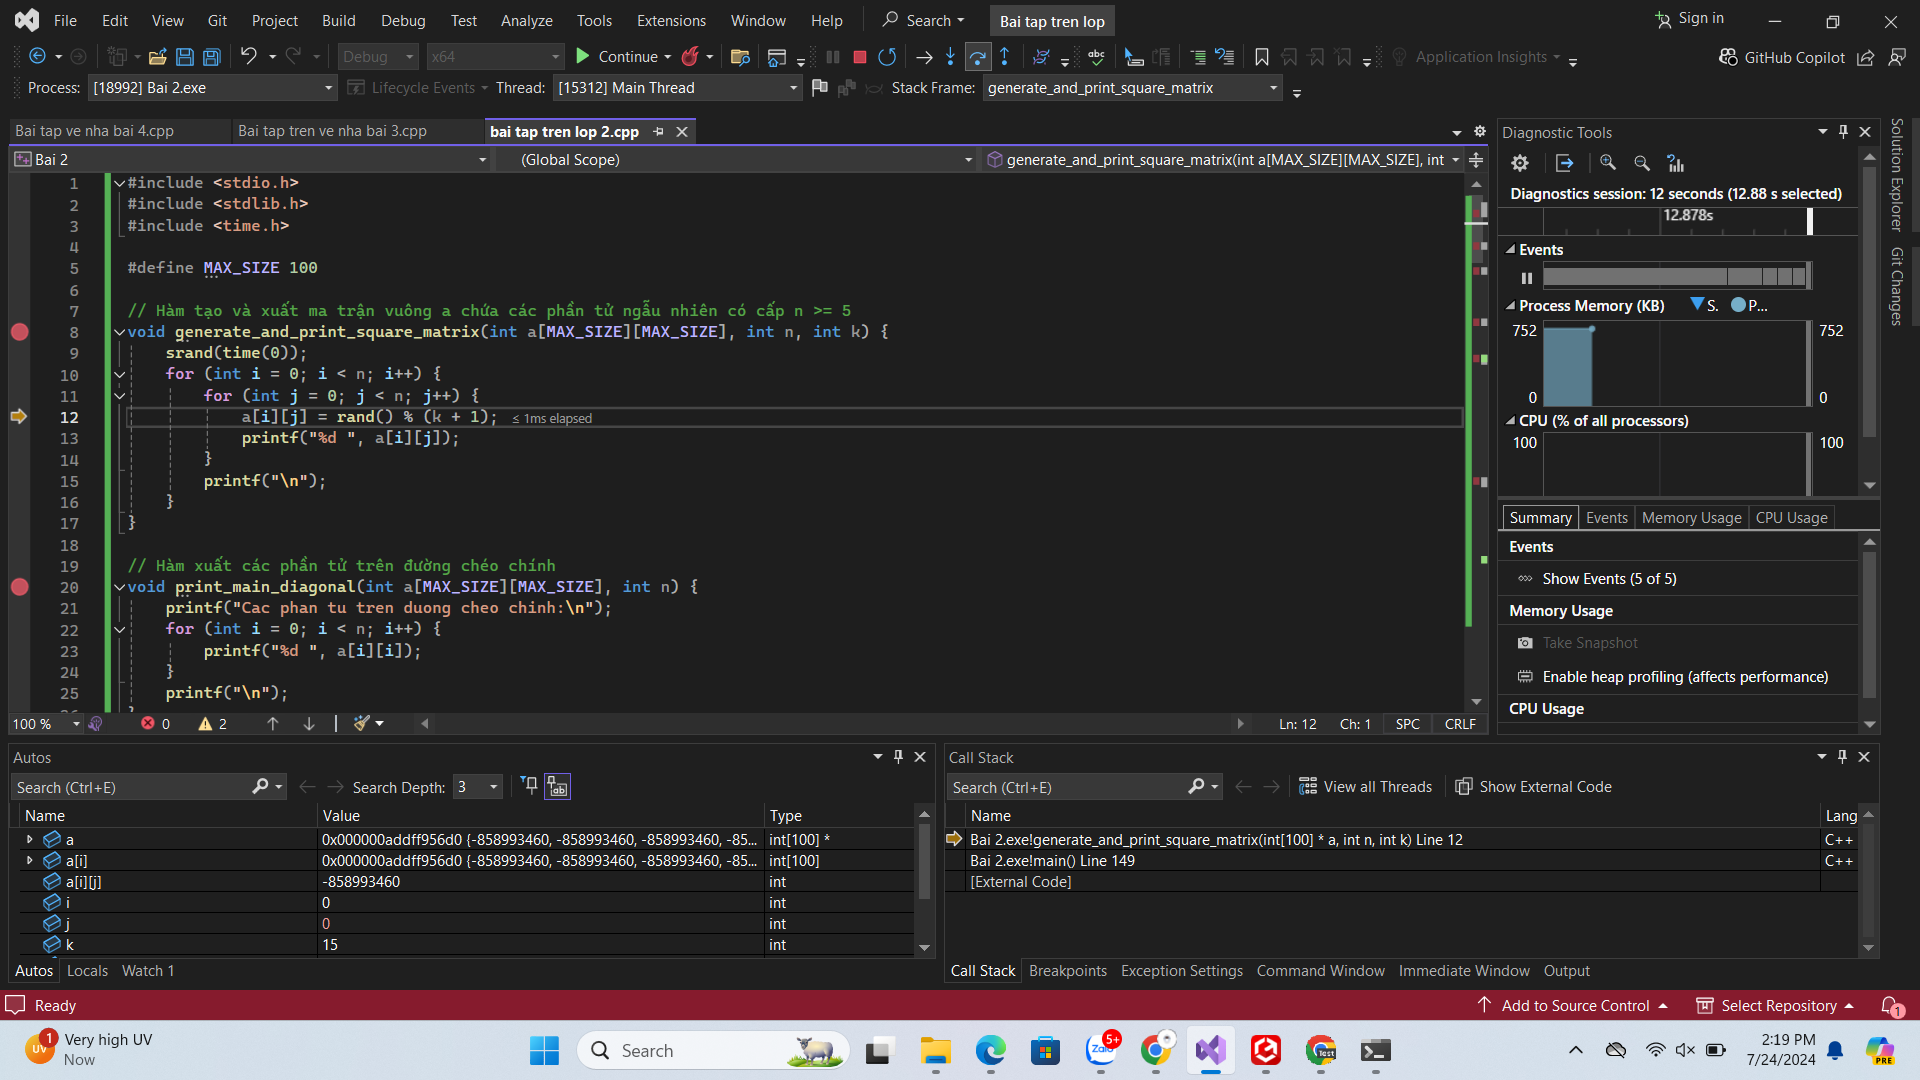 File Edit View Git Project Build Debug Test Analyze Tools Extensions Window Help Search Bai tap tren lop Sign in
Debug x64 Continue Application Insights GitHub Copilot
Process: [18992] Bai 2.exe Lifecycle Events Thread: [15312] Main Thread Stack Frame: generate_and_print_square_matrix
Bai tap ve nha bai 4.cpp Bai tap tren ve nha bai 3.cpp bai tap tren lop 2.cpp
Bai 2 (Global Scope) generate_and_print_square_matrix(int a[MAX_SIZE][MAX_SIZE], int
1 #include <stdio.h>
2 #include <stdlib.h>
3 #include <time.h>
4
5 #define MAX_SIZE 100
6
7 // Hàm tạo và xuất ma trận vuông a chứa các phần tử ngẫu nhiên có cấp n >= 5
8 void generate_and_print_square_matrix(int a[MAX_SIZE][MAX_SIZE], int n, int k) {
9 srand(time(0));
10 for (int i = 0; i < n; i++) {
11 for (int j = 0; j < n; j++) {
12 a[i][j] = rand() % (k + 1); ≤ 1ms elapsed
13 printf("%d ", a[i][j]);
14 }
15 printf("\n");
16 }
17 }
18
19 // Hàm xuất các phần tử trên đường chéo chính
20 void print_main_diagonal(int a[MAX_SIZE][MAX_SIZE], int n) {
21 printf("Cac phan tu tren duong cheo chinh:\n");
22 for (int i = 0; i < n; i++) {
23 printf("%d ", a[i][i]);
24 }
25 printf("\n");
100 % 0 2 Ln: 12 Ch: 1 SPC CRLF
Diagnostic Tools
Diagnostics session: 12 seconds (12.88 s selected)
12.878s
Events
Process Memory (KB) S. P...
752 752
0 0
CPU (% of all processors)
100 100
Summary Events Memory Usage CPU Usage
Events
Show Events (5 of 5)
Memory Usage
Take Snapshot
Enable heap profiling (affects performance)
CPU Usage
Solution Explorer
Git Changes
Autos
Search (Ctrl+E) Search Depth: 3
Name Value Type
a 0x000000addff956d0 {-858993460, -858993460, -858993460, -85... int[100] *
a[i] 0x000000addff956d0 {-858993460, -858993460, -858993460, -85... int[100]
a[i][j] -858993460 int
i 0 int
j 0 int
k 15 int
Autos Locals Watch 1
Call Stack
Search (Ctrl+E) View all Threads Show External Code
Name Lang
Bai 2.exe!generate_and_print_square_matrix(int[100] * a, int n, int k) Line 12 C++
Bai 2.exe!main() Line 149 C++
[External Code]
Call Stack Breakpoints Exception Settings Command Window Immediate Window Output
Ready Add to Source Control Select Repository 1
1 UV Very high UV
Now
Search
Zalo 5+
Test
PRE
2:19 PM
7/24/2024